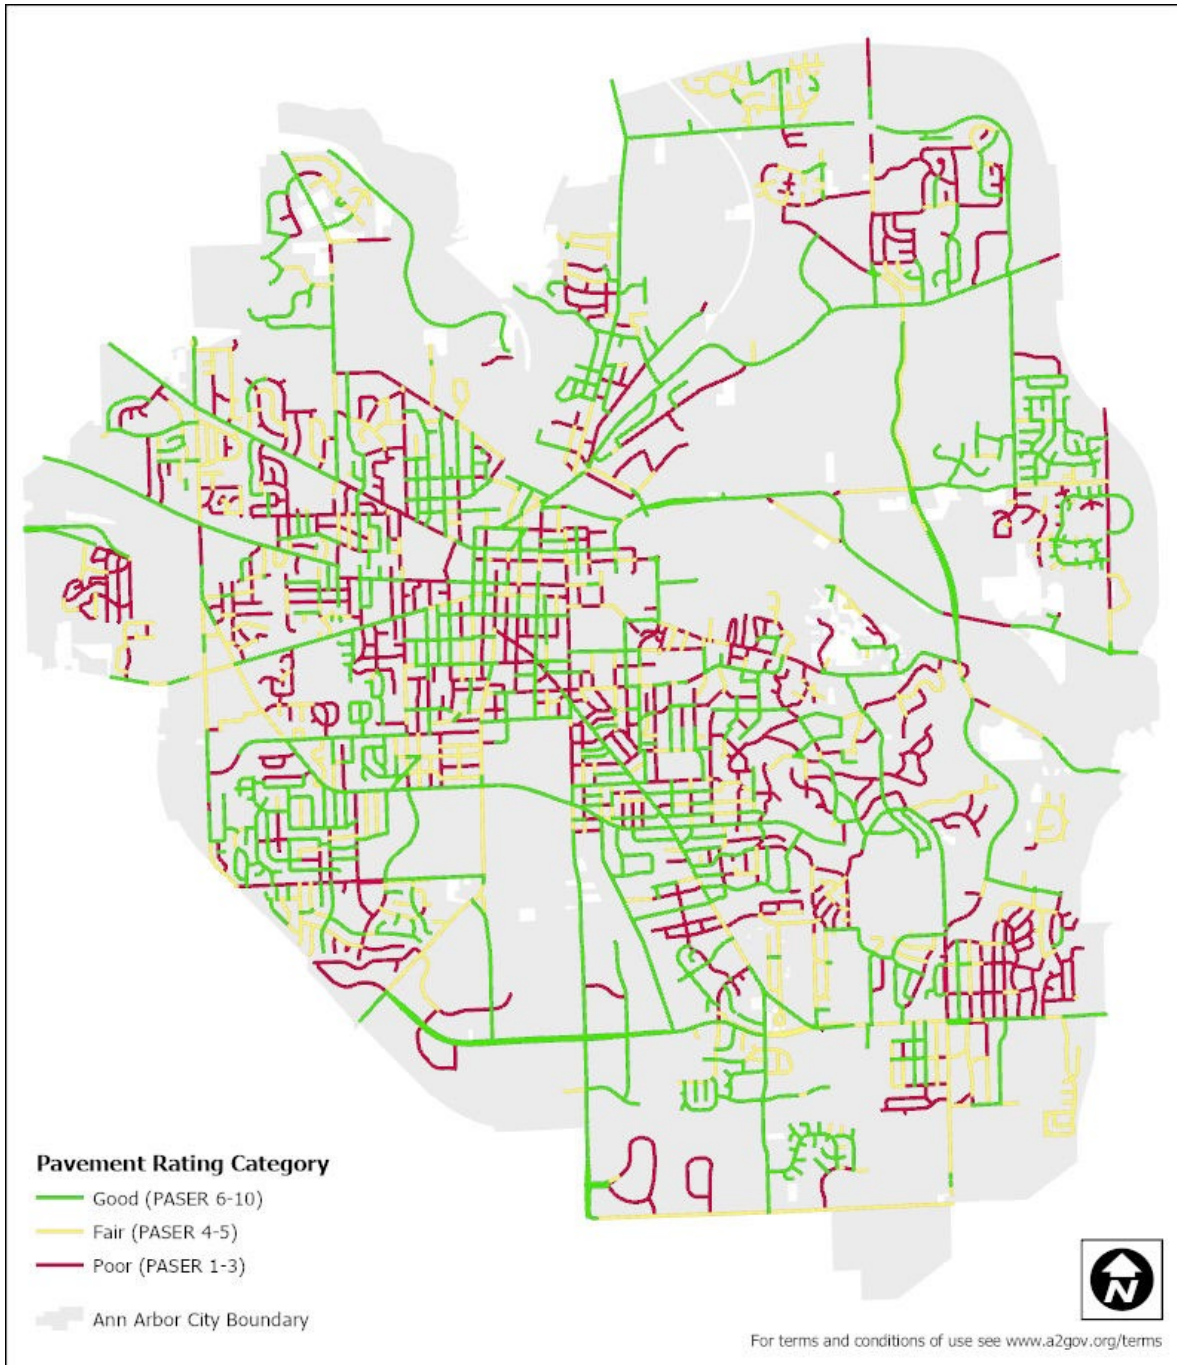 Pavement Rating Category
Good (PASER 6-10)
Fair (PASER 4-5)
Poor (PASER 1-3)
Ann Arbor City Boundary
N
For terms and conditions of use see www.a2gov.org/terms